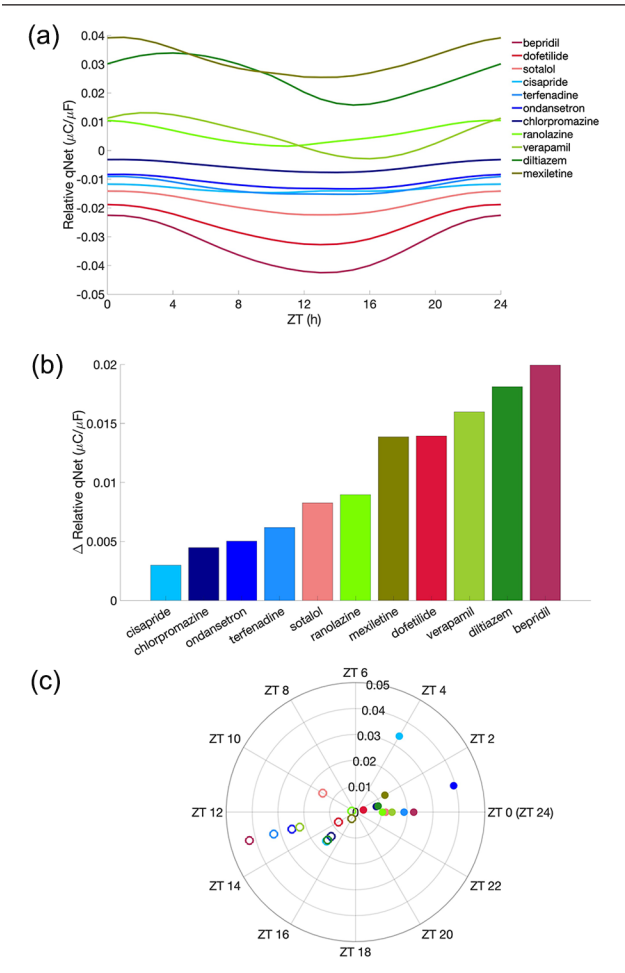 (a)
0.04
0.03
0.02
0.01
0
-0.01
-0.02
-0.03
-0.04
-0.05
Relative qNet (μC/μF)
0
4
8
12
16
20
24
ZT (h)
bepridil
dofetilide
sotalol
cisapride
terfenadine
ondansetron
chlorpromazine
ranolazine
verapamil
diltiazem
mexiletine
(b)
0.02
0.015
0.01
0.005
0
Δ Relative qNet (μC/μF)
cisapride
chlorpromazine
ondansetron
terfenadine
sotalol
ranolazine
mexiletine
dofetilide
verapamil
diltiazem
bepridil
(c)
ZT 6
ZT 8
0.05
ZT 4
0.04
ZT 10
0.03
ZT 2
0.02
0.01
ZT 12
0
ZT 0 (ZT 24)
ZT 14
ZT 22
ZT 16
ZT 20
ZT 18